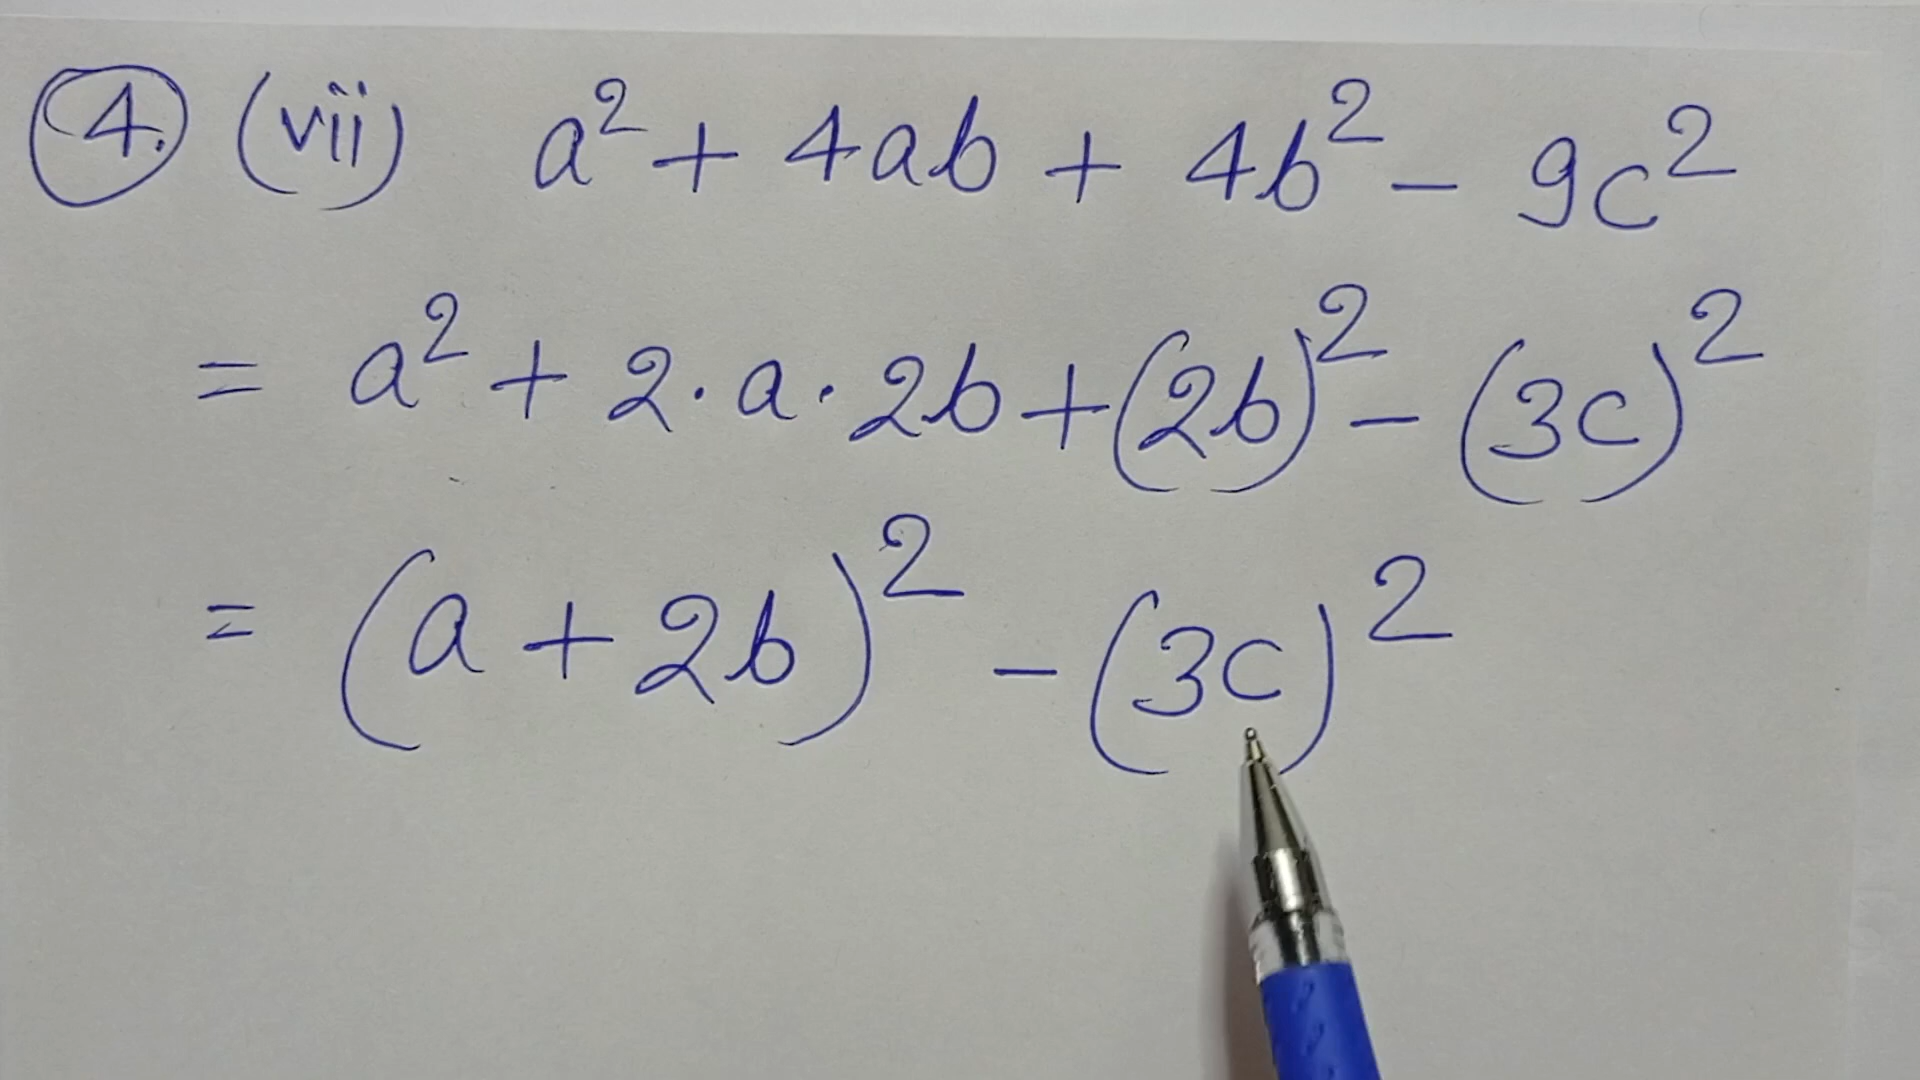 4. (vii) a² + 4ab + 4b² - 9c²
= a² + 2·a·2b + (2b)² - (3c)²
= (a + 2b)² - (3c)²